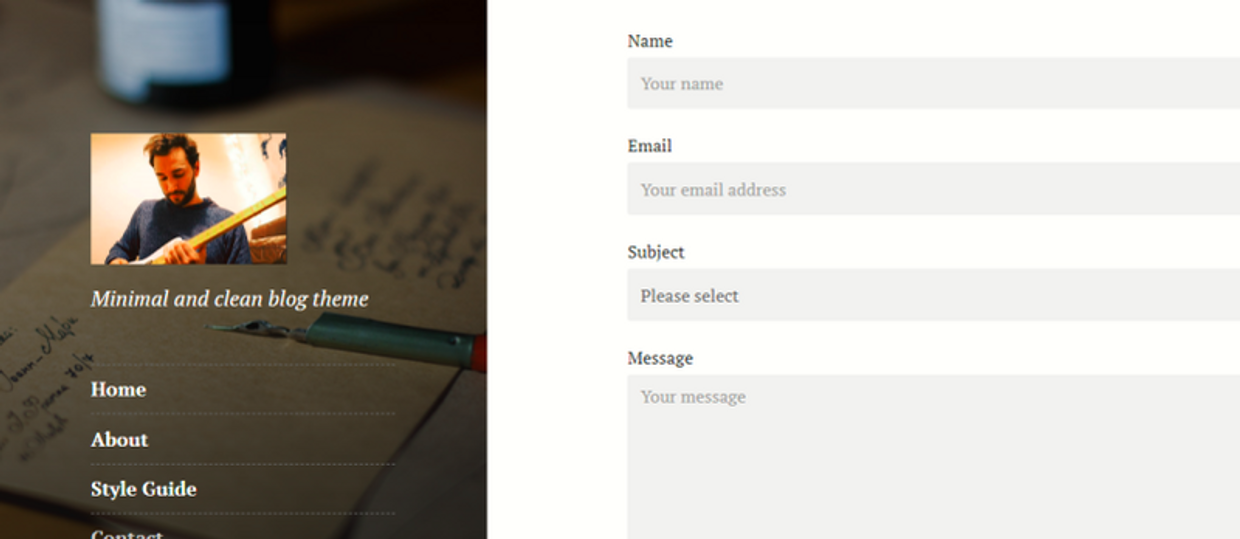 Minimal and clean blog theme
Home
About
Style Guide
Contact
Name
Your name
Email
Your email address
Subject
Please select
Message
Your message